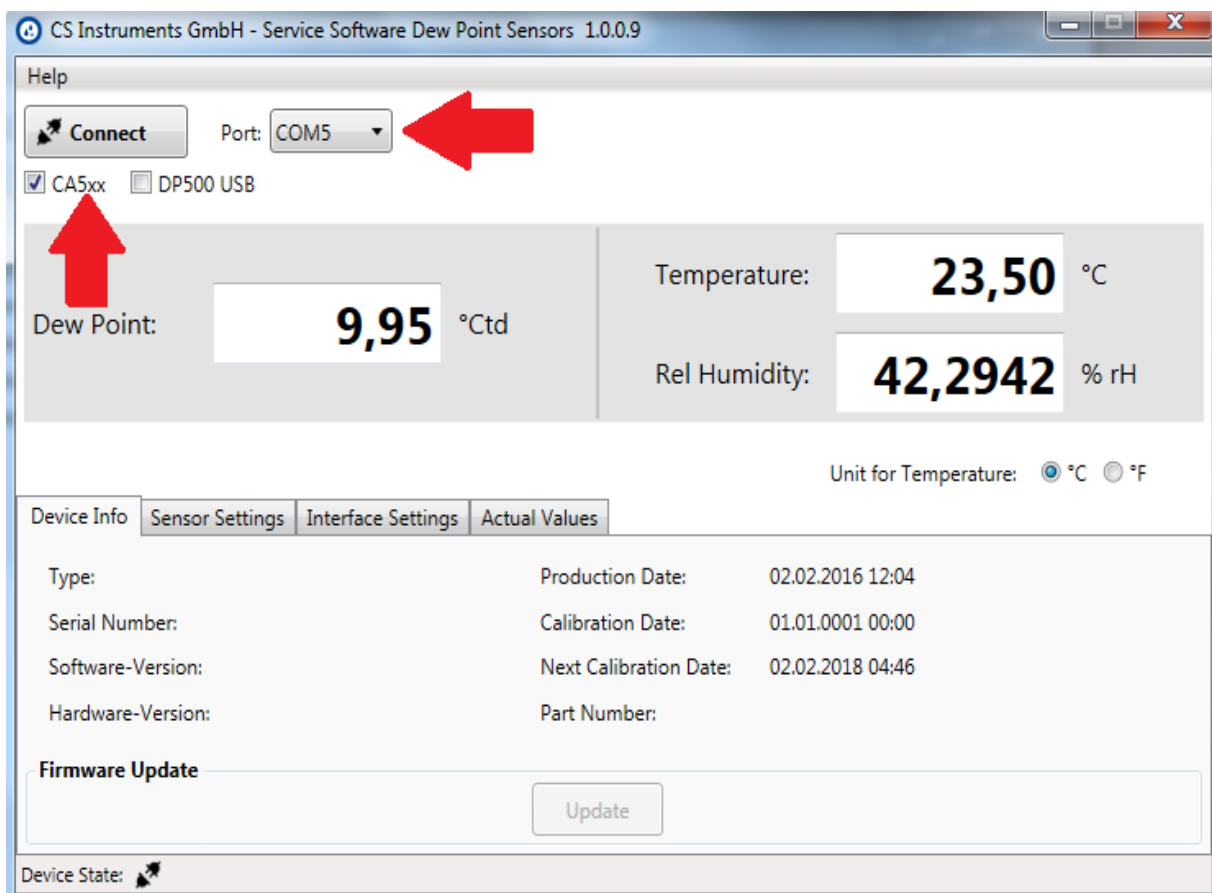 CS Instruments GmbH - Service Software Dew Point Sensors 1.0.0.9
Help
Connect Port: COM5
CA5xx DP500 USB
Temperature: 23,50 °C
Dew Point: 9,95 °Ctd
Rel Humidity: 42,2942 % rH
Unit for Temperature: °C °F
Device Info Sensor Settings Interface Settings Actual Values
Type: Production Date: 02.02.2016 12:04
Serial Number: Calibration Date: 01.01.0001 00:00
Software-Version: Next Calibration Date: 02.02.2018 04:46
Hardware-Version: Part Number:
Firmware Update
Update
Device State: